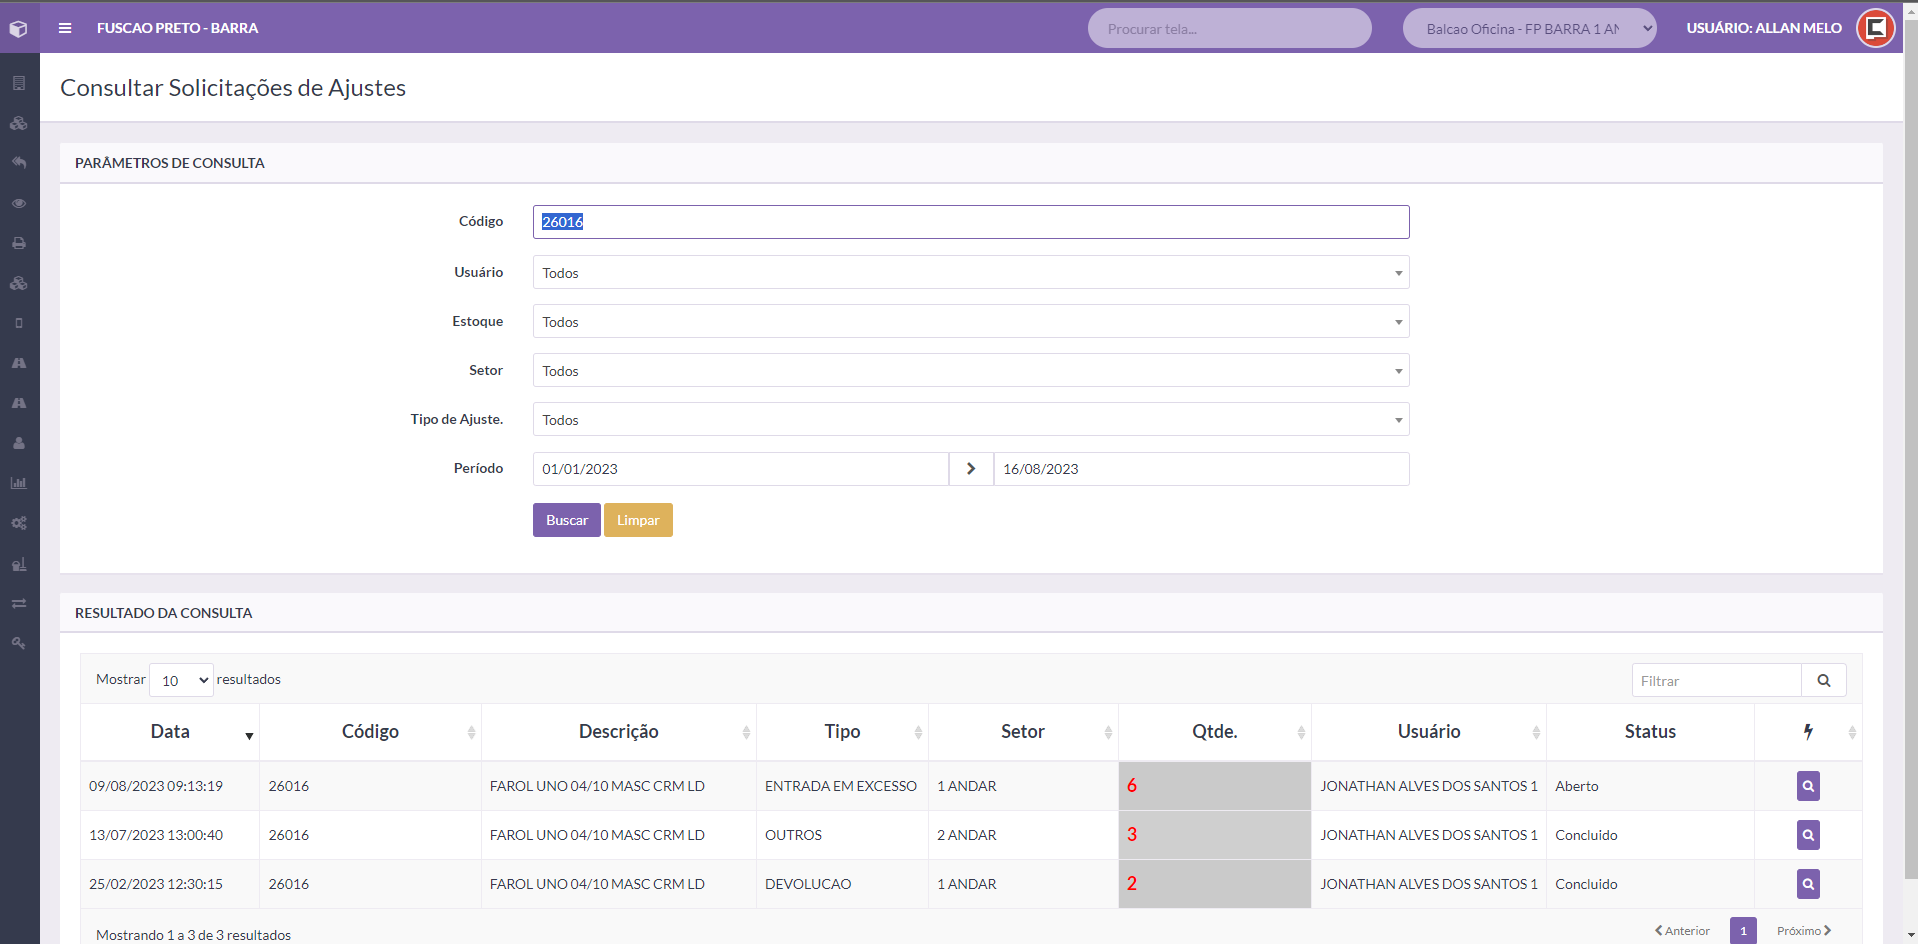 FUSCAO PRETO - BARRA
Procurar tela...
Balcao Oficina - FP BARRA 1 AN
USUÁRIO: ALLAN MELO
Consultar Solicitações de Ajustes
PARÂMETROS DE CONSULTA
Código 26016
Usuário Todos
Estoque Todos
Setor Todos
Tipo de Ajuste. Todos
Período 01/01/2023 16/08/2023
Buscar Limpar
RESULTADO DA CONSULTA
Mostrar 10 resultados Filtrar
Data Código Descrição Tipo Setor Qtde. Usuário Status
09/08/2023 09:13:19 26016 FAROL UNO 04/10 MASC CRM LD ENTRADA EM EXCESSO 1 ANDAR 6 JONATHAN ALVES DOS SANTOS 1 Aberto
13/07/2023 13:00:40 26016 FAROL UNO 04/10 MASC CRM LD OUTROS 2 ANDAR 3 JONATHAN ALVES DOS SANTOS 1 Concluido
25/02/2023 12:30:15 26016 FAROL UNO 04/10 MASC CRM LD DEVOLUCAO 1 ANDAR 2 JONATHAN ALVES DOS SANTOS 1 Concluido
Mostrando 1 a 3 de 3 resultados Anterior 1 Próximo